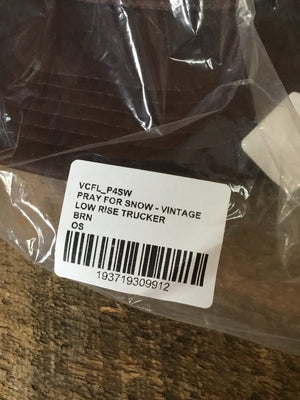 VCFL_P4SW
PRAY FOR SNOW - VINTAGE
LOW RISE TRUCKER
BRN
OS
193719309912